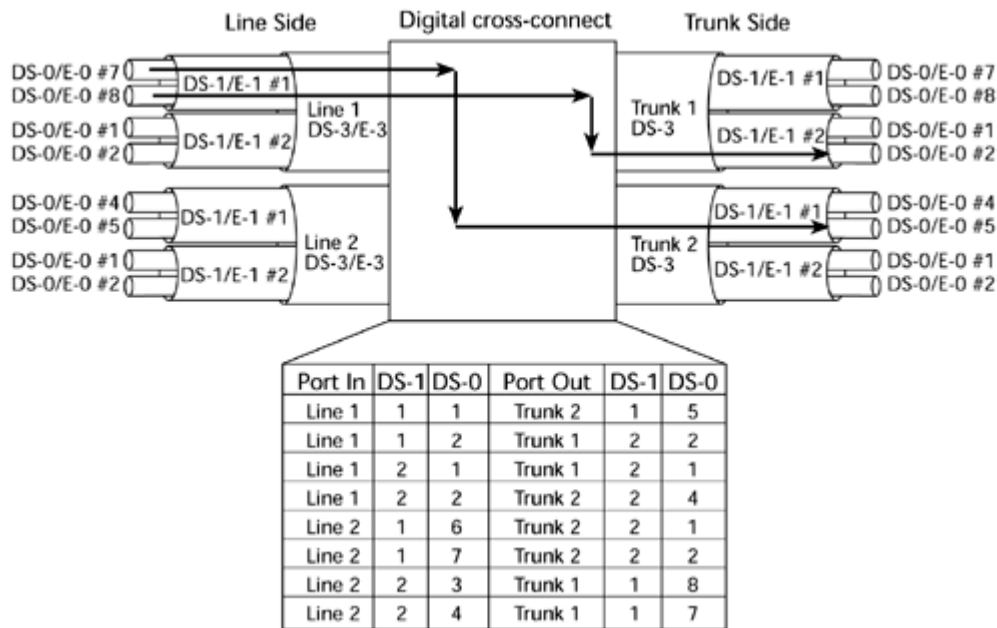 Line Side Digital cross-connect Trunk Side
DS-0/E-0 #7 DS-1/E-1 #1 DS-1/E-1 #1 DS-0/E-0 #7
DS-0/E-0 #8 DS-0/E-0 #8
Line 1
DS-3/E-3
Trunk 1
DS-3
DS-0/E-0 #1 DS-1/E-1 #2 DS-1/E-1 #2 DS-0/E-0 #1
DS-0/E-0 #2 DS-0/E-0 #2
DS-0/E-0 #4 DS-1/E-1 #1 DS-1/E-1 #1 DS-0/E-0 #4
DS-0/E-0 #5 DS-0/E-0 #5
Line 2
DS-3/E-3
Trunk 2
DS-3
DS-0/E-0 #1 DS-1/E-1 #2 DS-1/E-1 #2 DS-0/E-0 #1
DS-0/E-0 #2 DS-0/E-0 #2
Port In DS-1 DS-0 Port Out DS-1 DS-0
Line 1 1 1 Trunk 2 1 5
Line 1 1 2 Trunk 1 2 2
Line 1 2 1 Trunk 1 2 1
Line 1 2 2 Trunk 2 2 4
Line 2 1 6 Trunk 2 2 1
Line 2 1 7 Trunk 2 2 2
Line 2 2 3 Trunk 1 1 8
Line 2 2 4 Trunk 1 1 7